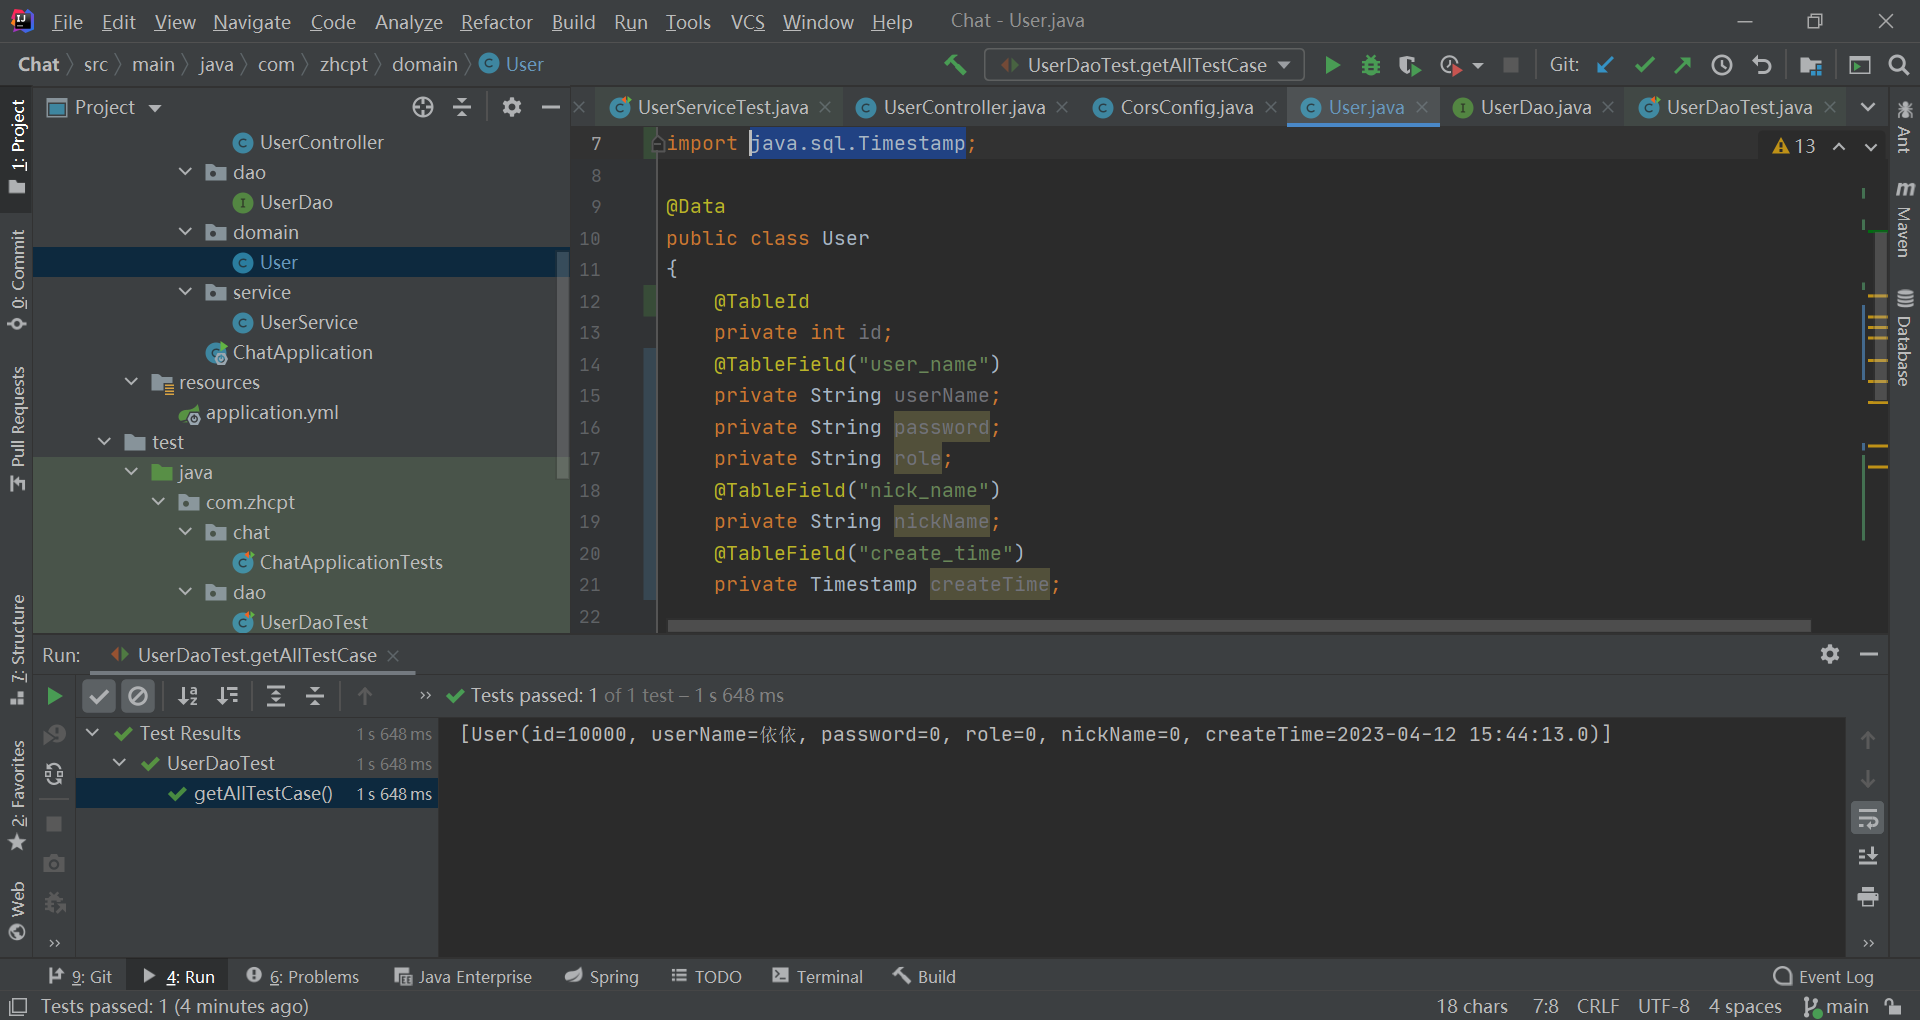 File Edit View Navigate Code Analyze Refactor Build Run Tools VCS Window Help Chat - User.java
Chat src main java com zhcpt domain User UserDaoTest.getAllTestCase Git:
1: Project
0: Commit
Pull Requests
7: Structure
2: Favorites
Web
Project
UserController
dao
UserDao
domain
User
service
UserService
ChatApplication
resources
application.yml
test
java
com.zhcpt
chat
ChatApplicationTests
dao
UserDaoTest
UserServiceTest.java UserController.java CorsConfig.java User.java UserDao.java UserDaoTest.java
13
7 import java.sql.Timestamp;
8
9 @Data
10 public class User
11 {
12 @TableId
13 private int id;
14 @TableField("user_name")
15 private String userName;
16 private String password;
17 private String role;
18 @TableField("nick_name")
19 private String nickName;
20 @TableField("create_time")
21 private Timestamp createTime;
22
Ant
Maven
Database
Run: UserDaoTest.getAllTestCase
Tests passed: 1 of 1 test – 1 s 648 ms
Test Results 1 s 648 ms
UserDaoTest 1 s 648 ms
getAllTestCase() 1 s 648 ms
[User(id=10000, userName=依依, password=0, role=0, nickName=0, createTime=2023-04-12 15:44:13.0)]
9: Git 4: Run 6: Problems Java Enterprise Spring TODO Terminal Build Event Log
Tests passed: 1 (4 minutes ago) 18 chars 7:8 CRLF UTF-8 4 spaces main